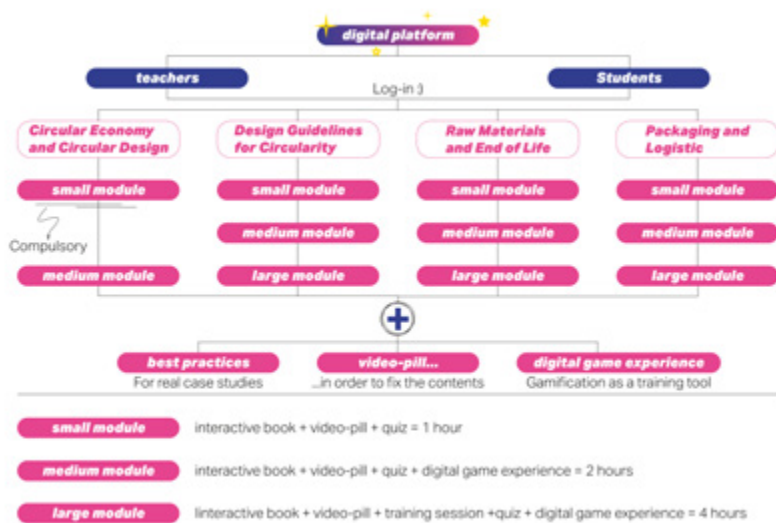 digital platform
teachers
Students
Log-in :)
Circular Economy
and Circular Design
Design Guidelines
for Circularity
Raw Materials
and End of Life
Packaging and
Logistic
small module
small module
small module
small module
Compulsory
medium module
medium module
medium module
medium module
large module
large module
large module
best practices
For real case studies
video-pill...
...in order to fix the contents
digital game experience
Gamification as a training tool
small module
interactive book + video-pill + quiz = 1 hour
medium module
interactive book + video-pill + quiz + digital game experience = 2 hours
large module
Iinteractive book + video-pill + training session +quiz + digital game experience = 4 hours